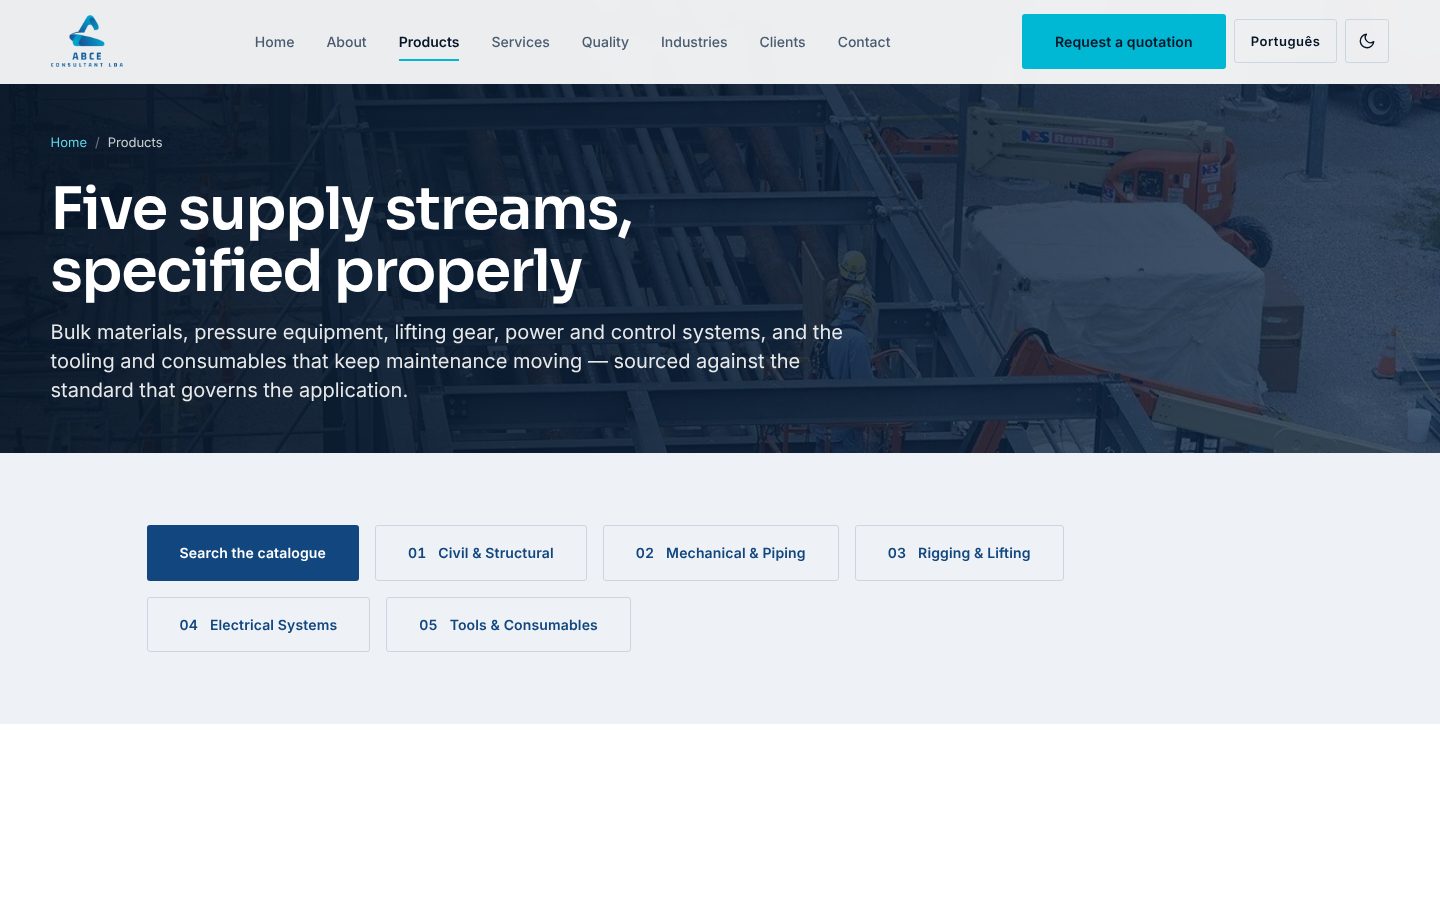 ABCE
CONSULTANT LDA
Home
About
Products
Services
Quality
Industries
Clients
Contact
Request a quotation
Português
Home / Products
NES Rentals
NES
Five supply streams,
specified properly
Bulk materials, pressure equipment, lifting gear, power and control systems, and the
tooling and consumables that keep maintenance moving — sourced against the
standard that governs the application.
Search the catalogue
01 Civil & Structural
02 Mechanical & Piping
03 Rigging & Lifting
04 Electrical Systems
05 Tools & Consumables